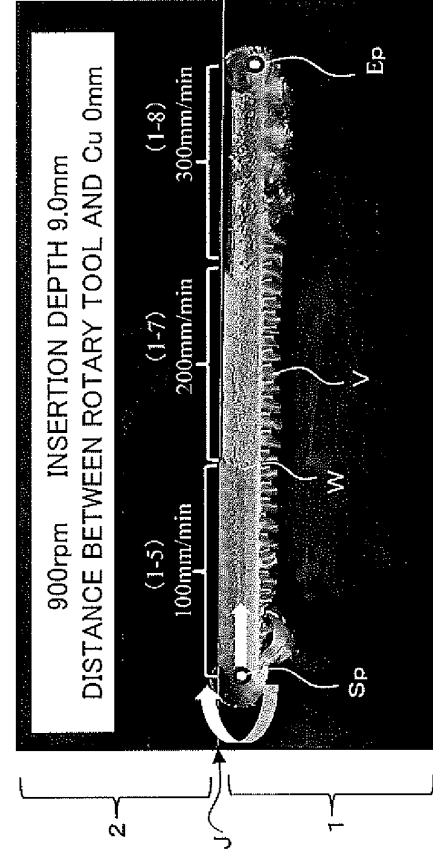 900rpm INSERTION DEPTH 9.0mm
DISTANCE BETWEEN ROTARY TOOL AND Cu 0mm
(1-5) (1-7) (1-8)
100mm/min 200mm/min 300mm/min
2
J
1
Sp W V Ep